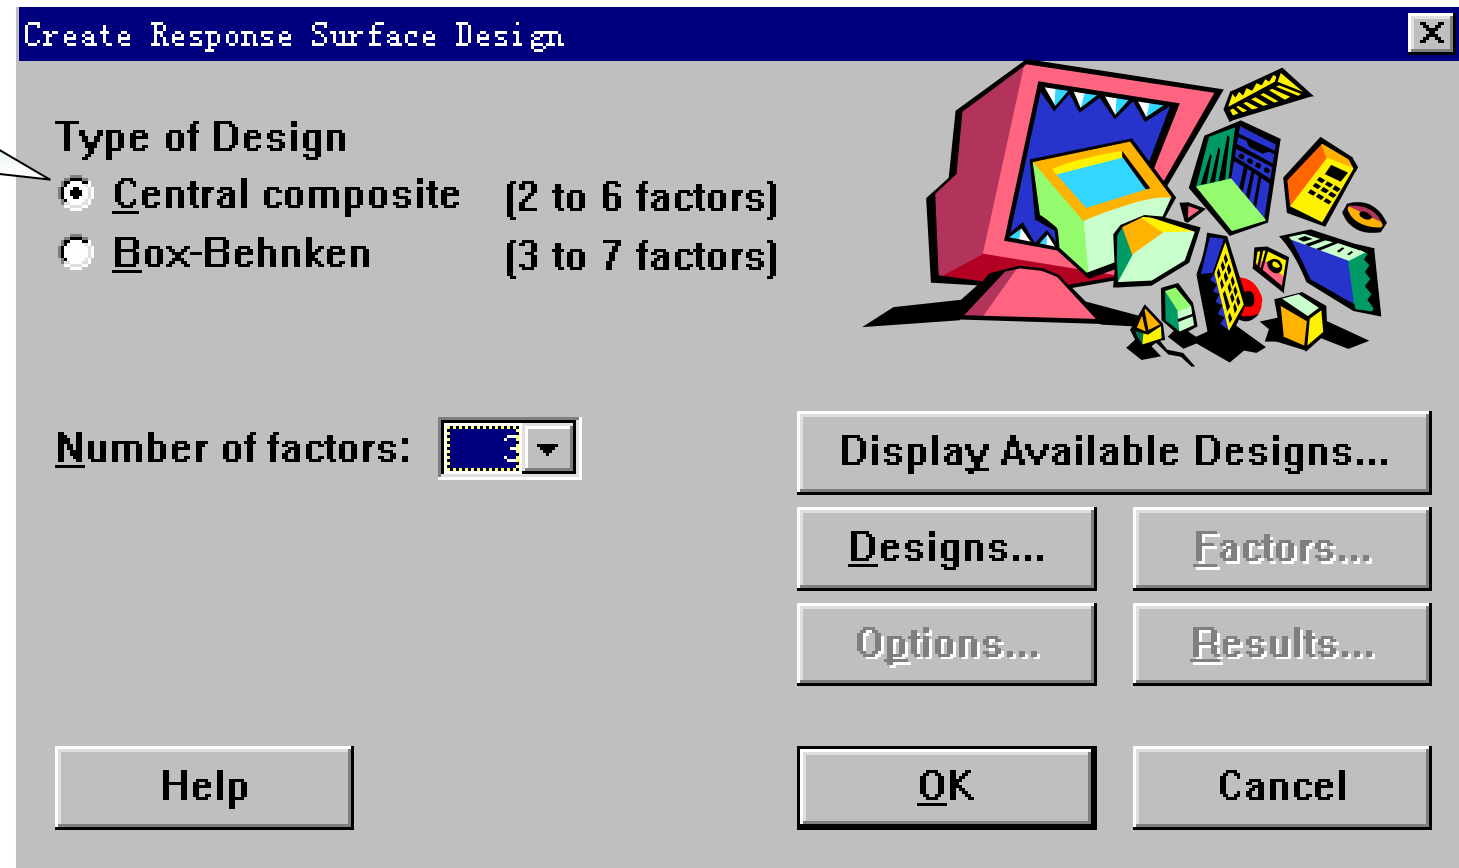 Create Response Surface Design
Type of Design
Central composite (2 to 6 factors)
Box-Behnken (3 to 7 factors)
Number of factors: 3
Display Available Designs...
Designs... Factors...
Options... Results...
Help OK Cancel